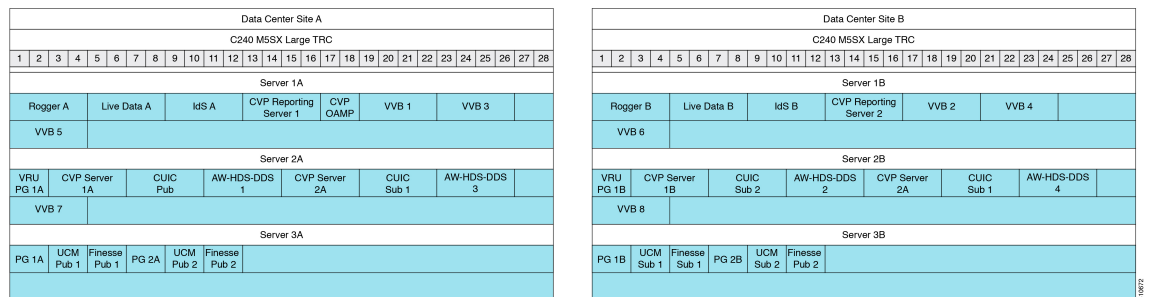 Data Center Site A
C240 M5SX Large TRC
1 2 3 4 5 6 7 8 9 10 11 12 13 14 15 16 17 18 19 20 21 22 23 24 25 26 27 28
Server 1A
Rogger A
Live Data A
IdS A
CVP Reporting
Server 1
CVP
OAMP
VVB 1
VVB 3
VVB 5
Server 2A
VRU
PG 1A
CVP Server
1A
CUIC
Pub
AW-HDS-DDS
1
CVP Server
2A
CUIC
Sub 1
AW-HDS-DDS
3
VVB 7
Server 3A
PG 1A
UCM
Pub 1
Finesse
Pub 1
PG 2A
UCM
Pub 2
Finesse
Pub 2
Data Center Site B
C240 M5SX Large TRC
1 2 3 4 5 6 7 8 9 10 11 12 13 14 15 16 17 18 19 20 21 22 23 24 25 26 27 28
Server 1B
Rogger B
Live Data B
IdS B
CVP Reporting
Server 2
VVB 2
VVB 4
VVB 6
Server 2B
VRU
PG 1B
CVP Server
1B
CUIC
Sub 2
AW-HDS-DDS
2
CVP Server
2A
CUIC
Sub 1
AW-HDS-DDS
4
VVB 8
Server 3B
PG 1B
UCM
Sub 1
Finesse
Sub 1
PG 2B
UCM
Sub 2
Finesse
Pub 2